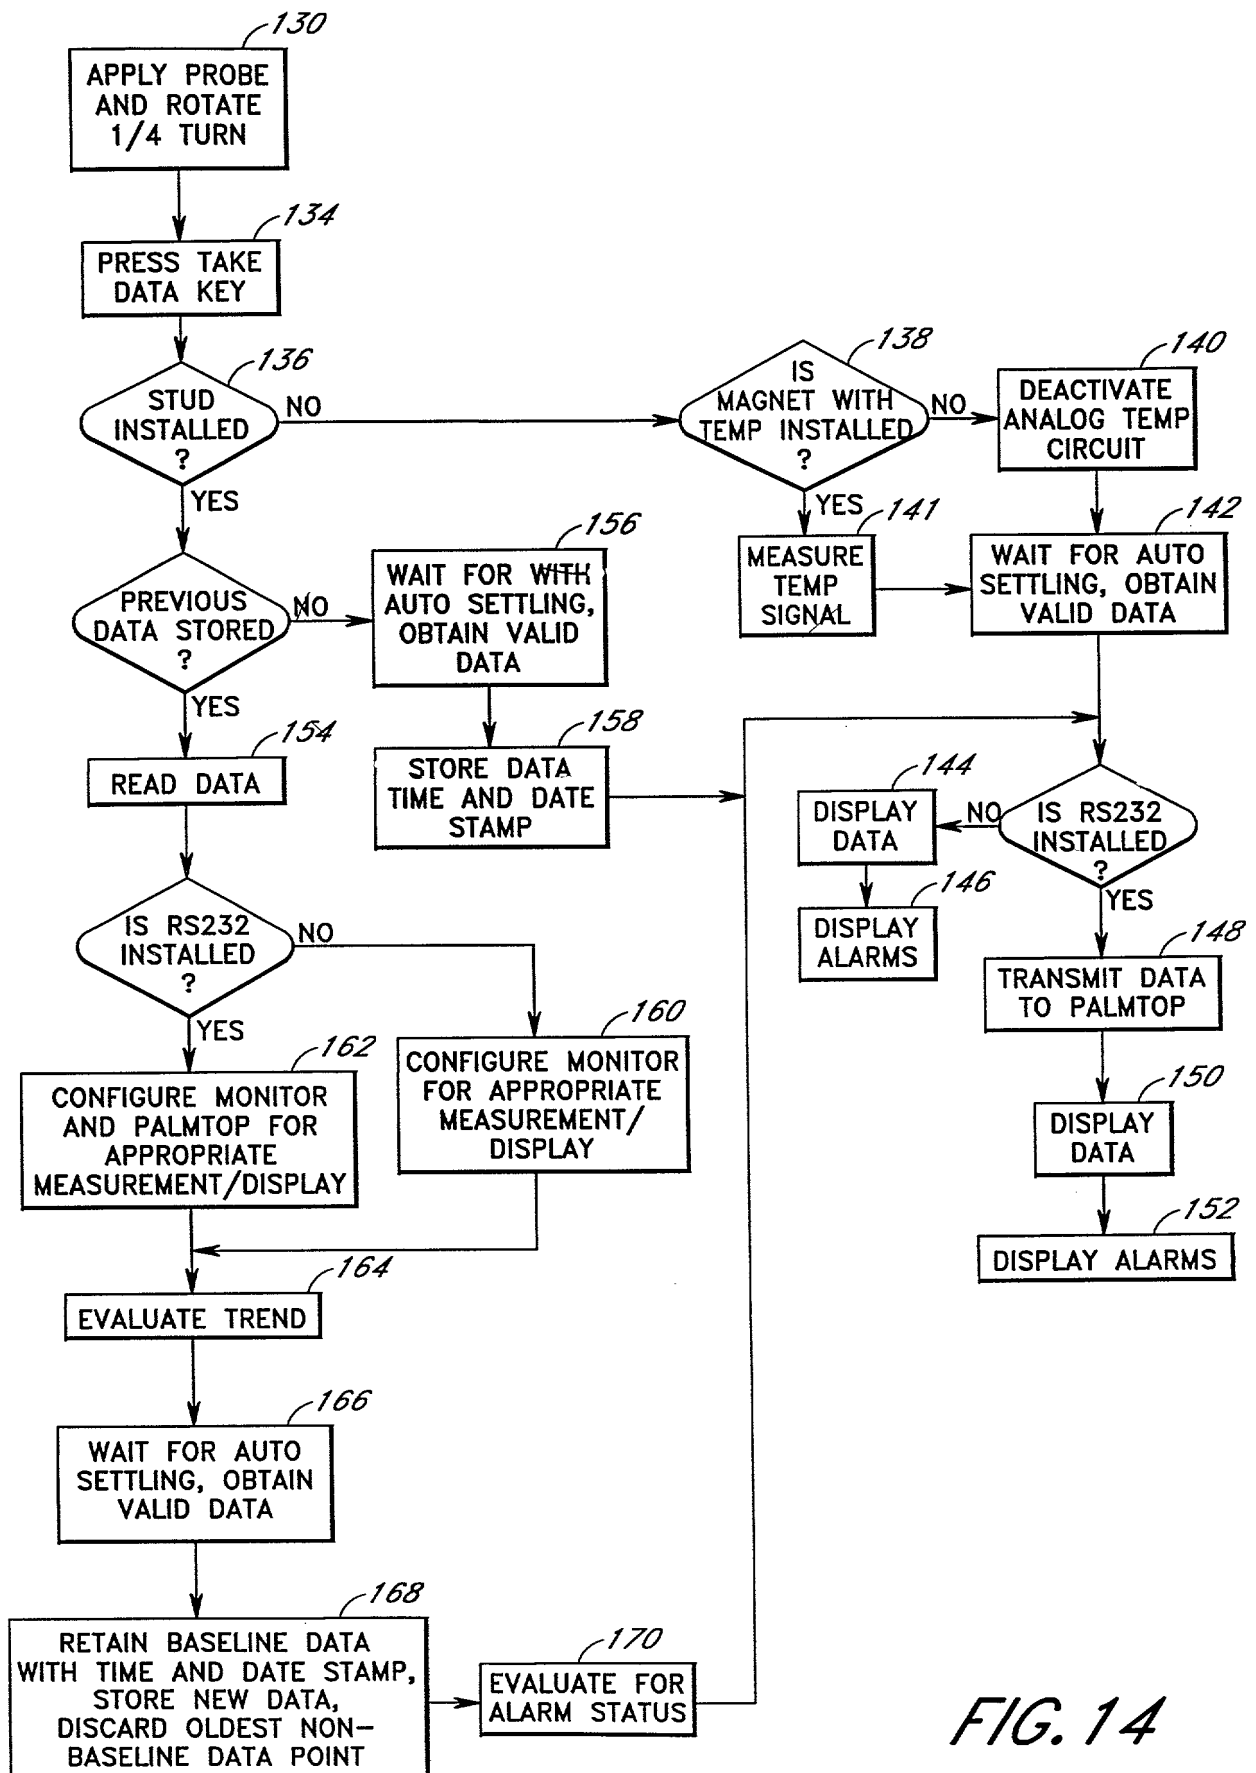 130
APPLY PROBE
AND ROTATE
1/4 TURN
134
PRESS TAKE
DATA KEY
136
STUD
INSTALLED
?
NO
YES
138
IS
MAGNET WITH
TEMP INSTALLED
?
NO
YES
140
DEACTIVATE
ANALOG TEMP
CIRCUIT
141
MEASURE
TEMP
SIGNAL
142
WAIT FOR AUTO
SETTLING, OBTAIN
VALID DATA
PREVIOUS
DATA STORED
?
NO
YES
156
WAIT FOR WITH
AUTO SETTLING,
OBTAIN VALID
DATA
158
STORE DATA
TIME AND DATE
STAMP
154
READ DATA
144
DISPLAY
DATA
NO
IS RS232
INSTALLED
?
YES
146
DISPLAY
ALARMS
148
TRANSMIT DATA
TO PALMTOP
150
DISPLAY
DATA
152
DISPLAY ALARMS
IS RS232
INSTALLED
?
NO
YES
160
CONFIGURE MONITOR
FOR APPROPRIATE
MEASUREMENT/
DISPLAY
162
CONFIGURE MONITOR
AND PALMTOP FOR
APPROPRIATE
MEASUREMENT/DISPLAY
164
EVALUATE TREND
166
WAIT FOR AUTO
SETTLING, OBTAIN
VALID DATA
168
RETAIN BASELINE DATA
WITH TIME AND DATE STAMP,
STORE NEW DATA,
DISCARD OLDEST NON-
BASELINE DATA POINT
170
EVALUATE FOR
ALARM STATUS
FIG. 14